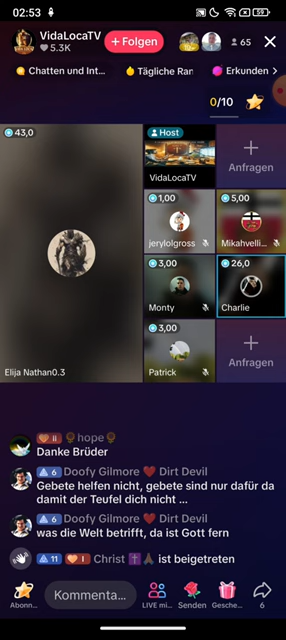 02:53
59
VidaLocaTV
5.3K
+ Folgen
65
Chatten und Int...
Tägliche Ran
Erkunden >
0/10
43,0
Host
VidaLocaTV
Anfragen
1,00
jerylolgross
5,00
Mikahvelli...
3,00
Monty
26,0
Charlie
3,00
Patrick
Anfragen
Elija Nathan0.3
II hope
Danke Brüder
6 Doofy Gilmore ❤️ Dirt Devil
Gebete helfen nicht, gebete sind nur dafür da
damit der Teufel dich nicht ...
6 Doofy Gilmore ❤️ Dirt Devil
was die Welt betrifft, da ist Gott fern
11 I Christ ✝️🙏 ist beigetreten
Abonn...
Kommenta...
LIVE mi...
Senden
Gesche...
6